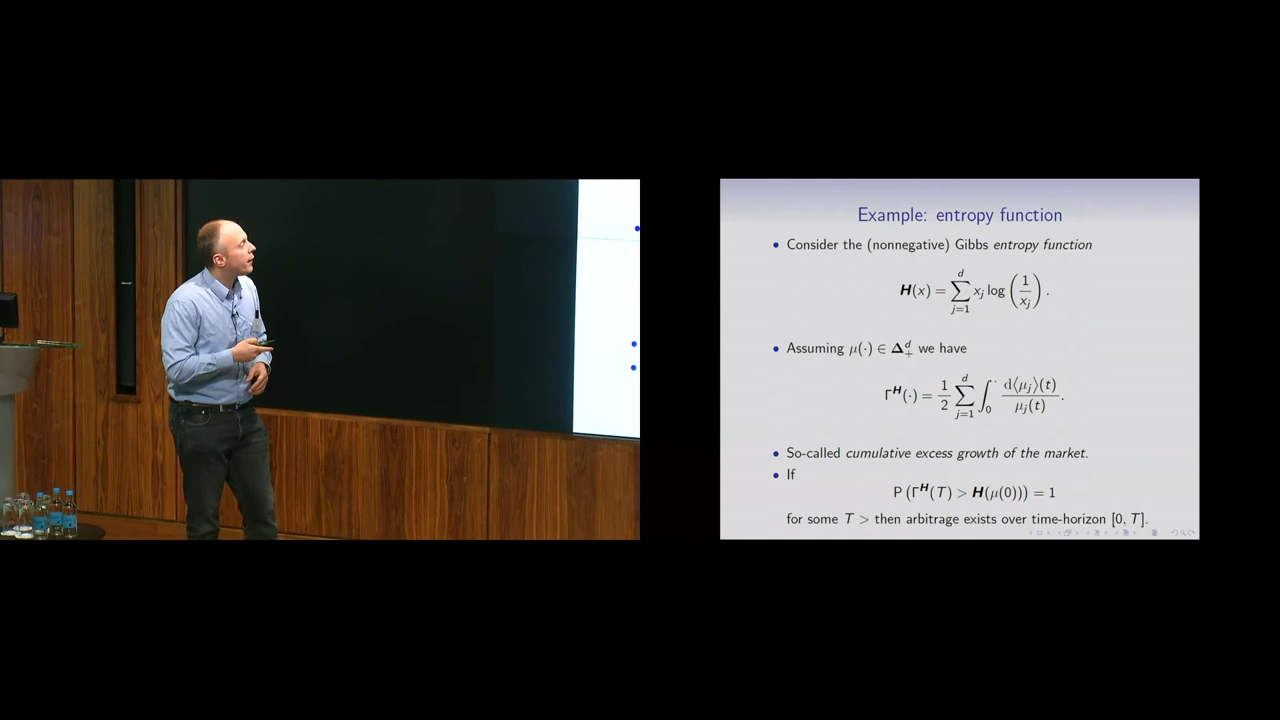 Example: entropy function
• Consider the (nonnegative) Gibbs entropy function
H(x) = ∑_{j=1}^{d} x_j log (1/x_j) .
• Assuming μ(·) ∈ Δ^d_+ we have
Γ^H(·) = 1/2 ∑_{j=1}^{d} ∫_0^· d⟨μ_j⟩(t)/μ_j(t) .
• So-called cumulative excess growth of the market.
• If
P (Γ^H(T) > H(μ(0))) = 1
for some T > then arbitrage exists over time-horizon [0, T].